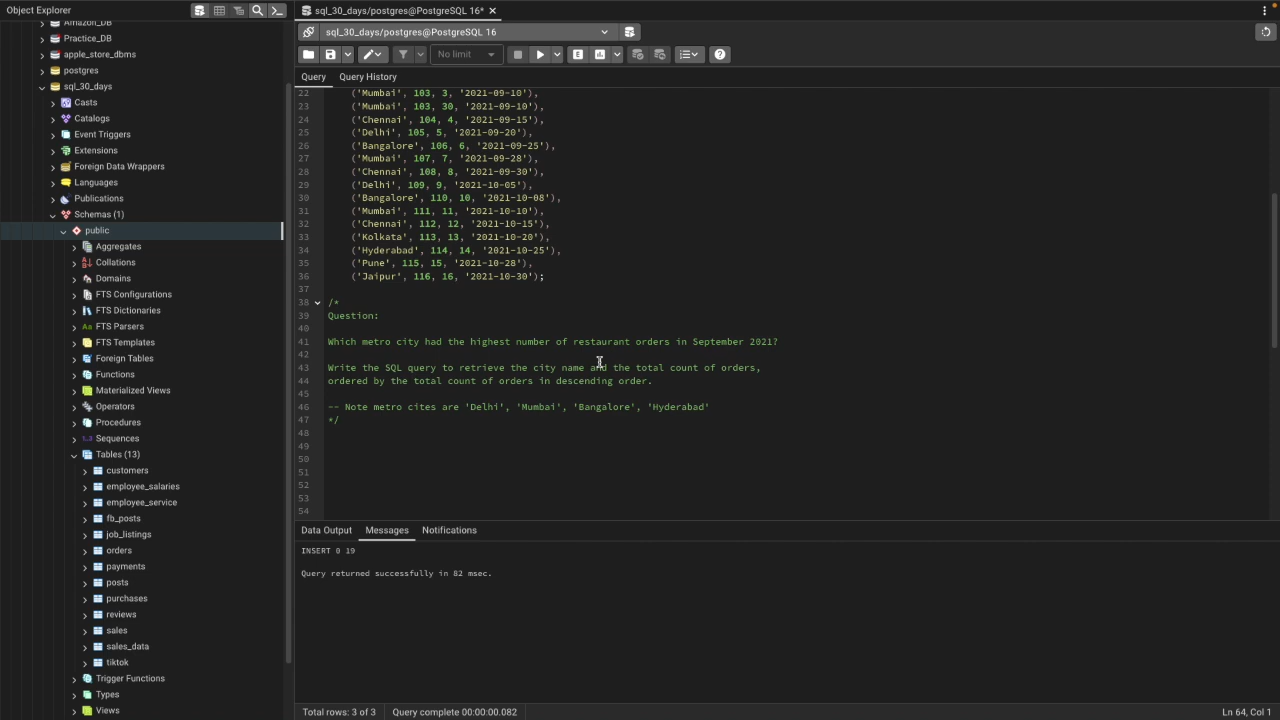 Object Explorer
Amazon_DB
Practice_DB
apple_store_dbms
postgres
sql_30_days
Casts
Catalogs
Event Triggers
Extensions
Foreign Data Wrappers
Languages
Publications
Schemas (1)
public
Aggregates
Collations
Domains
FTS Configurations
FTS Dictionaries
Aa FTS Parsers
FTS Templates
Foreign Tables
Functions
Materialized Views
Operators
Procedures
1..3 Sequences
Tables (13)
customers
employee_salaries
employee_service
fb_posts
job_listings
orders
payments
posts
purchases
reviews
sales
sales_data
tiktok
Trigger Functions
Types
Views
sql_30_days/postgres@PostgreSQL 16*
sql_30_days/postgres@PostgreSQL 16
No limit
E
Query Query History
22 ('Mumbai', 103, 3, '2021-09-10'),
23 ('Mumbai', 103, 30, '2021-09-10'),
24 ('Chennai', 104, 4, '2021-09-15'),
25 ('Delhi', 105, 5, '2021-09-20'),
26 ('Bangalore', 106, 6, '2021-09-25'),
27 ('Mumbai', 107, 7, '2021-09-28'),
28 ('Chennai', 108, 8, '2021-09-30'),
29 ('Delhi', 109, 9, '2021-10-05'),
30 ('Bangalore', 110, 10, '2021-10-08'),
31 ('Mumbai', 111, 11, '2021-10-10'),
32 ('Chennai', 112, 12, '2021-10-15'),
33 ('Kolkata', 113, 13, '2021-10-20'),
34 ('Hyderabad', 114, 14, '2021-10-25'),
35 ('Pune', 115, 15, '2021-10-28'),
36 ('Jaipur', 116, 16, '2021-10-30');
37
38 /*
39 Question:
40
41 Which metro city had the highest number of restaurant orders in September 2021?
42
43 Write the SQL query to retrieve the city name and the total count of orders,
44 ordered by the total count of orders in descending order.
45
46 -- Note metro cites are 'Delhi', 'Mumbai', 'Bangalore', 'Hyderabad'
47 */
48
49
50
51
52
53
54
Data Output Messages Notifications
INSERT 0 19
Query returned successfully in 82 msec.
Total rows: 3 of 3 Query complete 00:00:00.082 Ln 64, Col 1